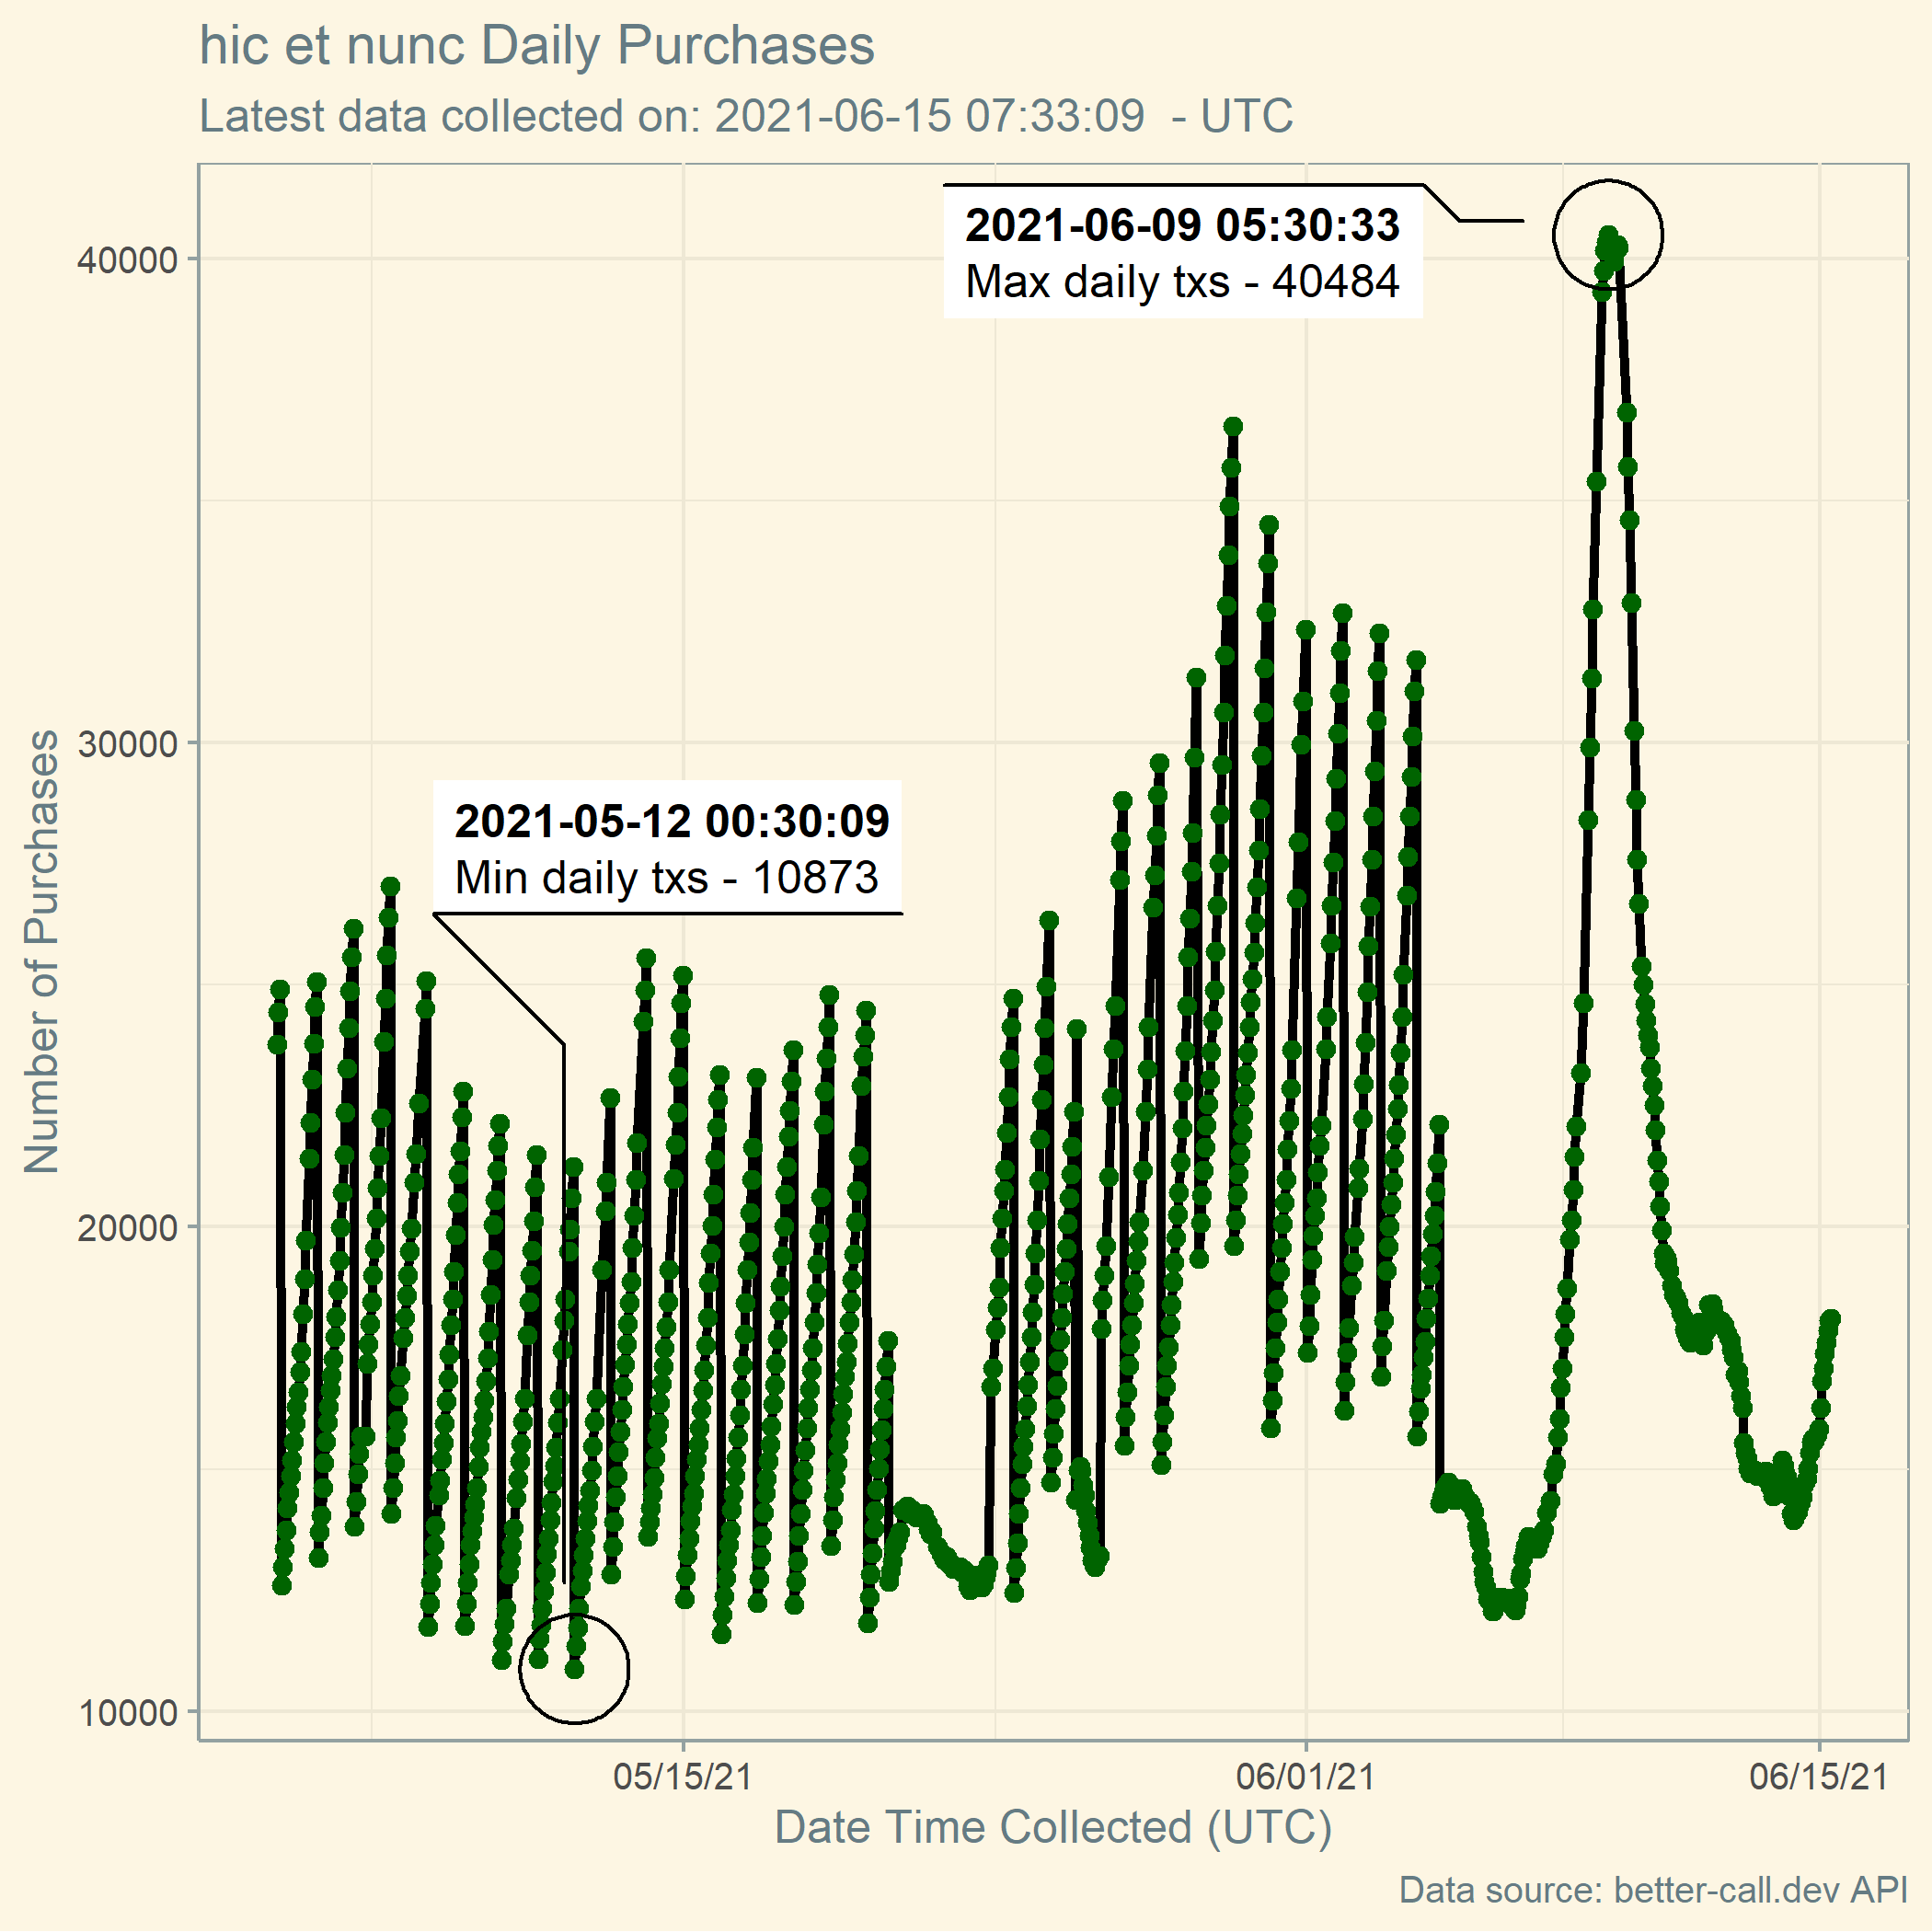 hic et nunc Daily Purchases
Latest data collected on: 2021-06-15 07:33:09  - UTC
2021-06-09 05:30:33
Max daily txs - 40484
2021-05-12 00:30:09
Min daily txs - 10873
Number of Purchases
40000
30000
20000
10000
05/15/21
06/01/21
06/15/21
Date Time Collected (UTC)
Data source: better-call.dev API